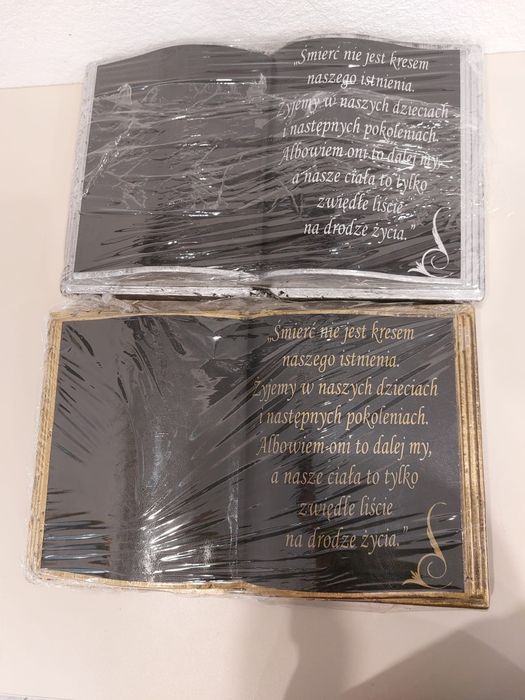 „Śmierć nie jest kresem
naszego istnienia.
Żyjemy w naszych dzieciach
i następnych pokoleniach.
Albowiem oni to dalej my,
a nasze ciała to tylko
zwiędłe liście
na drodze życia.”
„Śmierć nie jest kresem
naszego istnienia.
Żyjemy w naszych dzieciach
i następnych pokoleniach.
Albowiem oni to dalej my,
a nasze ciała to tylko
zwiędłe liście
na drodze życia.”